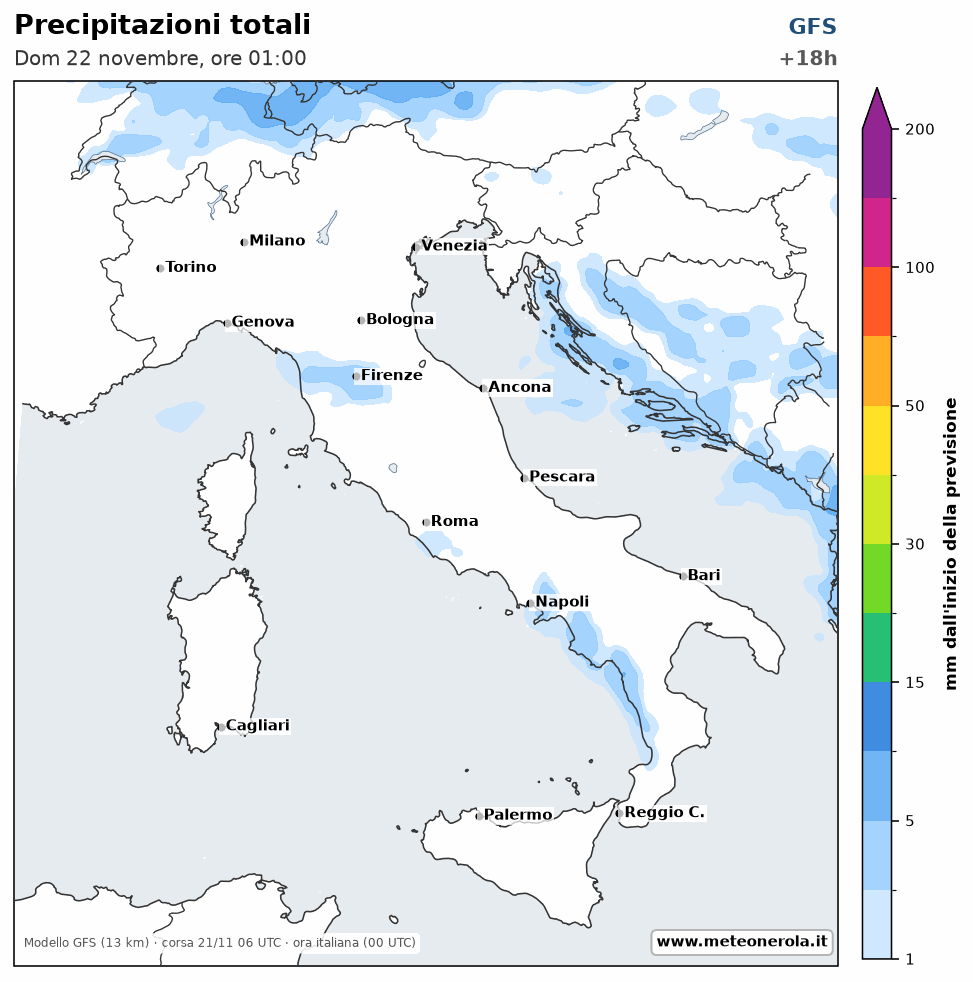 Precipitazioni totali
GFS
Dom 22 novembre, ore 01:00
+18h
200
100
50
30
15
5
1
mm dall'inizio della previsione
Milano
Venezia
Torino
Genova
Bologna
Firenze
Ancona
Pescara
Roma
Bari
Napoli
Cagliari
Palermo
Reggio C.
Modello GFS (13 km) · corsa 21/11 06 UTC · ora italiana (00 UTC)
www.meteonerola.it